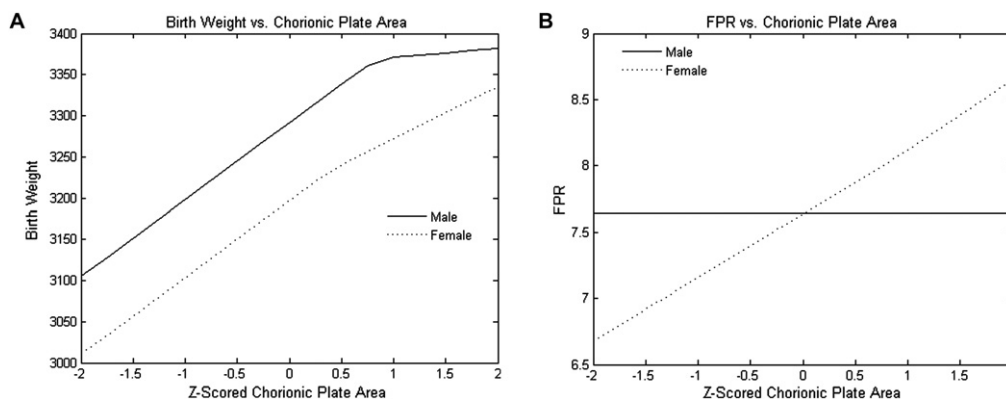 A
Birth Weight vs. Chorionic Plate Area
3400
3350
3300
3250
3200
3150
3100
3050
3000
Birth Weight
Male
Female
-2 -1.5 -1 -0.5 0 0.5 1 1.5 2
Z-Scored Chorionic Plate Area
B
FPR vs. Chorionic Plate Area
9
8.5
8
7.5
7
6.5
FPR
Male
Female
-2 -1.5 -1 -0.5 0 0.5 1 1.5 2
Z-Scored Chorionic Plate Area